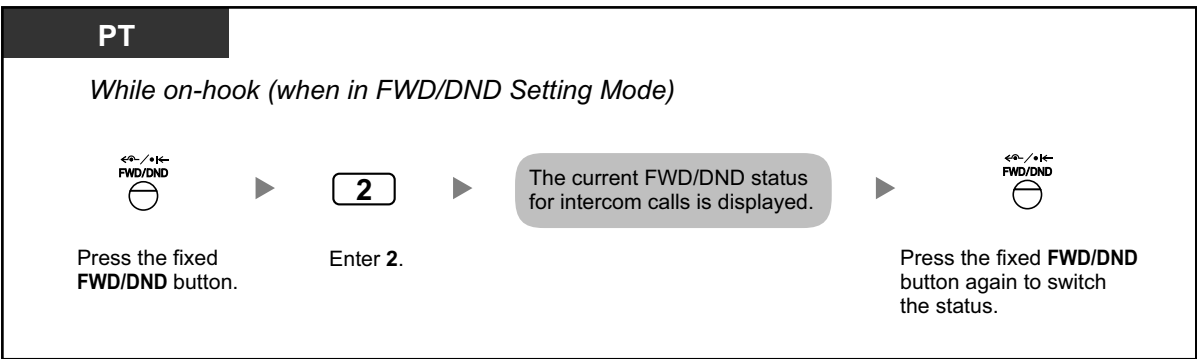 PT
While on-hook (when in FWD/DND Setting Mode)
FWD/DND
2
The current FWD/DND status
for intercom calls is displayed.
FWD/DND
Press the fixed
FWD/DND button.
Enter 2.
Press the fixed FWD/DND
button again to switch
the status.